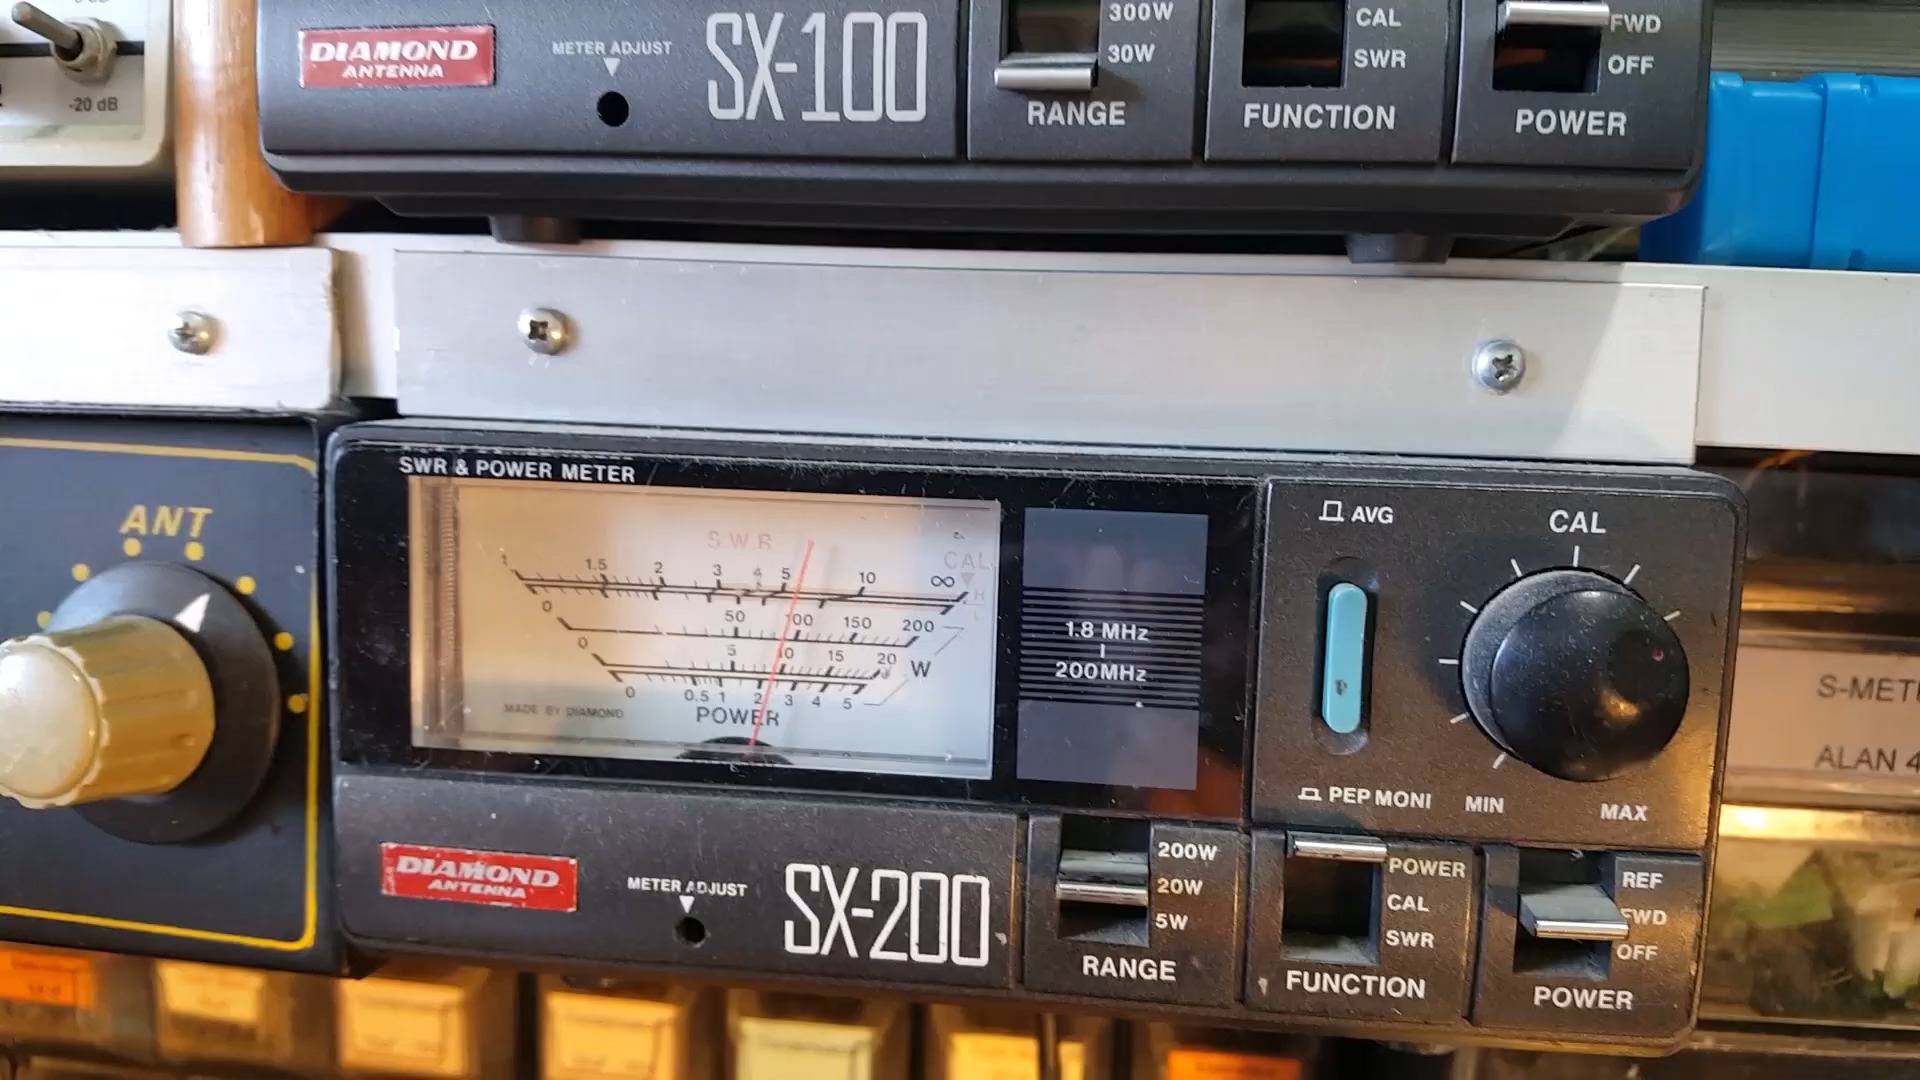 -20 dB
DIAMOND
ANTENNA
METER ADJUST
SX-100
300W
30W
RANGE
CAL
SWR
FUNCTION
FWD
OFF
POWER
ANT
SWR & POWER METER
S.W.R
1 1.5 2 3 4 5 10 ∞
CAL
H
L
0 50 100 150 200
0 5 10 15 20
W
0 0.5 1 2 3 4 5
MADE BY DIAMOND
POWER
1.8 MHz
200MHz
AVG
PEP MONI
CAL
MIN
MAX
DIAMOND
ANTENNA
METER ADJUST
SX-200
200W
20W
5W
RANGE
POWER
CAL
SWR
FUNCTION
REF
FWD
OFF
POWER
S-MET
ALAN 4